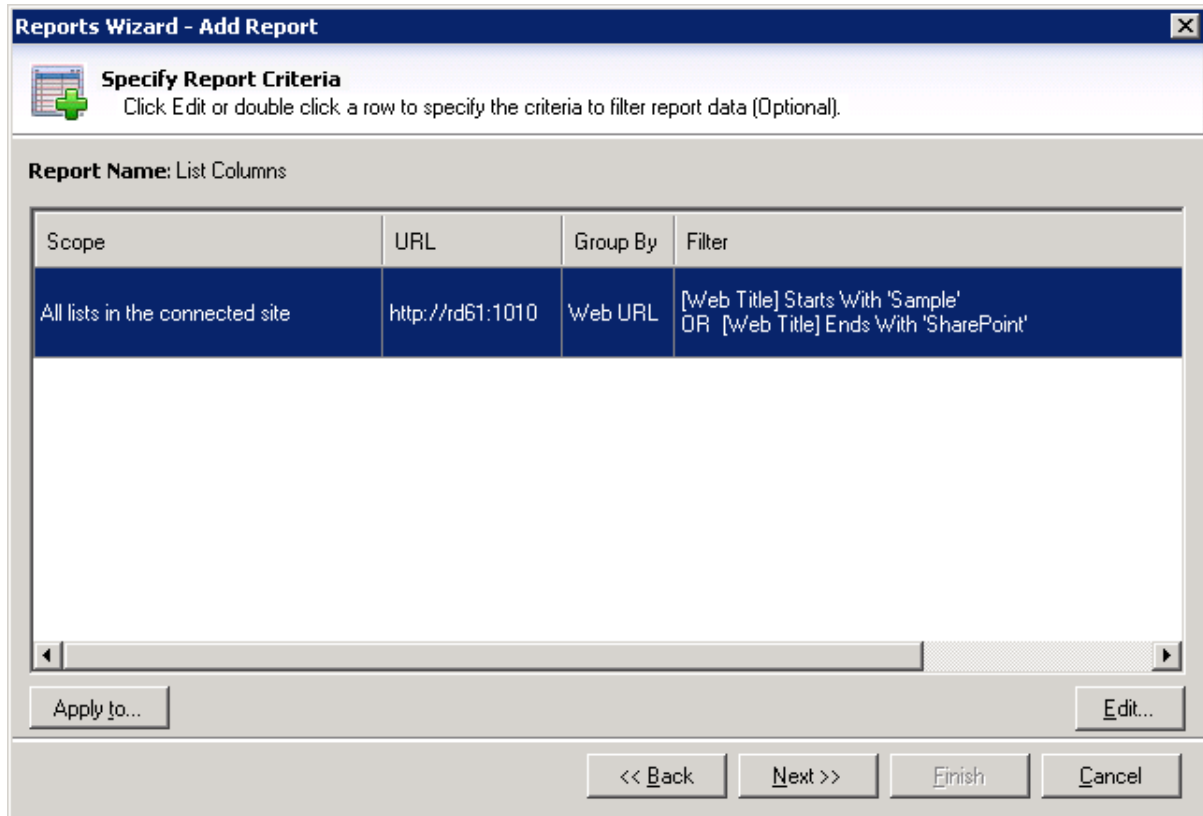 Reports Wizard - Add Report
Specify Report Criteria
Click Edit or double click a row to specify the criteria to filter report data (Optional).
Report Name: List Columns
Scope URL Group By Filter
All lists in the connected site http://rd61:1010 Web URL [Web Title] Starts With 'Sample'
OR [Web Title] Ends With 'SharePoint'
Apply to... Edit...
<< Back Next >> Finish Cancel